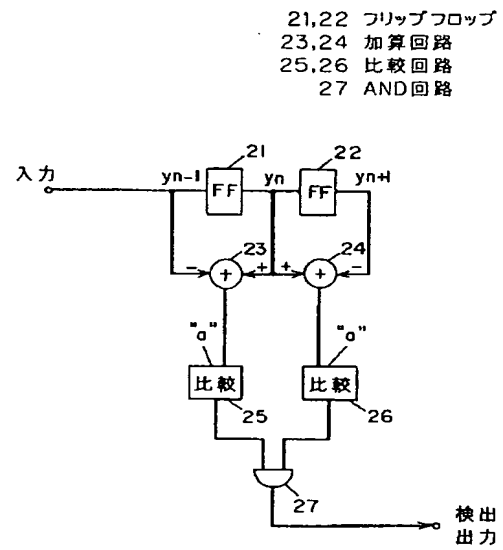 21,22 フリップフロップ
23,24 加算回路
25,26 比較回路
27 AND回路
21
22
入力
yn-1
FF
yn
FF
yn+1
23
24
-
+
+
+
+
-
"a"
"a"
比較
比較
25
26
27
検出
出力